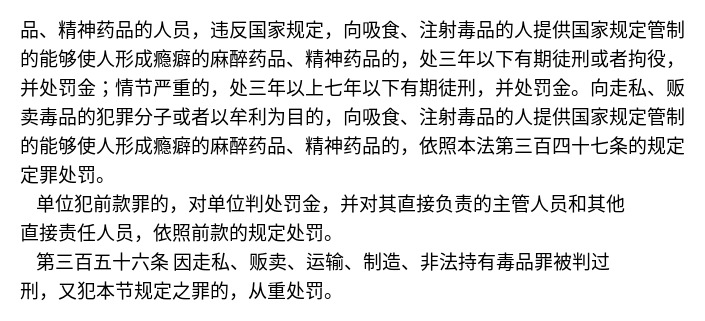 品、精神药品的人员，违反国家规定，向吸食、注射毒品的人提供国家规定管制
的能够使人形成瘾癖的麻醉药品、精神药品的，处三年以下有期徒刑或者拘役，
并处罚金；情节严重的，处三年以上七年以下有期徒刑，并处罚金。向走私、贩
卖毒品的犯罪分子或者以牟利为目的，向吸食、注射毒品的人提供国家规定管制
的能够使人形成瘾癖的麻醉药品、精神药品的，依照本法第三百四十七条的规定
定罪处罚。
单位犯前款罪的，对单位判处罚金，并对其直接负责的主管人员和其他
直接责任人员，依照前款的规定处罚。
第三百五十六条 因走私、贩卖、运输、制造、非法持有毒品罪被判过
刑，又犯本节规定之罪的，从重处罚。